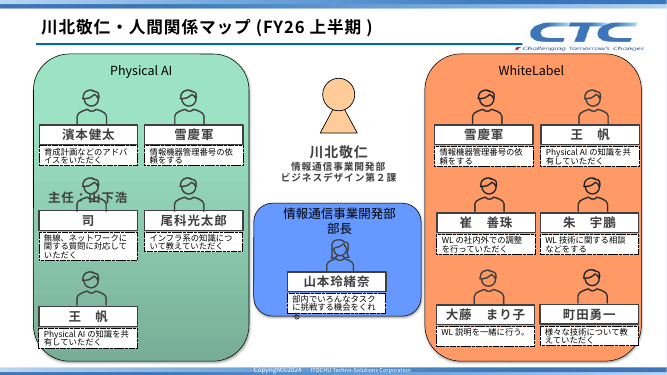 川北敬仁・人間関係マップ (FY26 上半期 )
CTC
Challenging Tomorrow's Changes
Physical AI
濱本健太
育成計画などのアドバ
イスをいただく
雪慶軍
情報機器管理番号の依
頼をする
主任：山下浩
司
無線、ネットワークに
関する質問に対応して
いただく
尾科光太郎
インフラ系の知識につ
いて教えていただく
王　帆
Physical AI の知識を共
有していただく
川北敬仁
情報通信事業開発部
ビジネスデザイン第２課
情報通信事業開発部
部長
山本玲緒奈
部内でいろんなタスク
に挑戦する機会をくれ
る
WhiteLabel
雪慶軍
情報機器管理番号の依
頼をする
王　帆
Physical AI の知識を共
有していただく
崔　善珠
WL の社内外での調整
を行っていただく
朱　宇鵬
WL 技術に関する相談
などをする
大藤　まり子
WL 説明を一緒に行う。
町田勇一
様々な技術について教
えていただく
Copyright©2024 ITOCHU Techno-Solutions Corporation